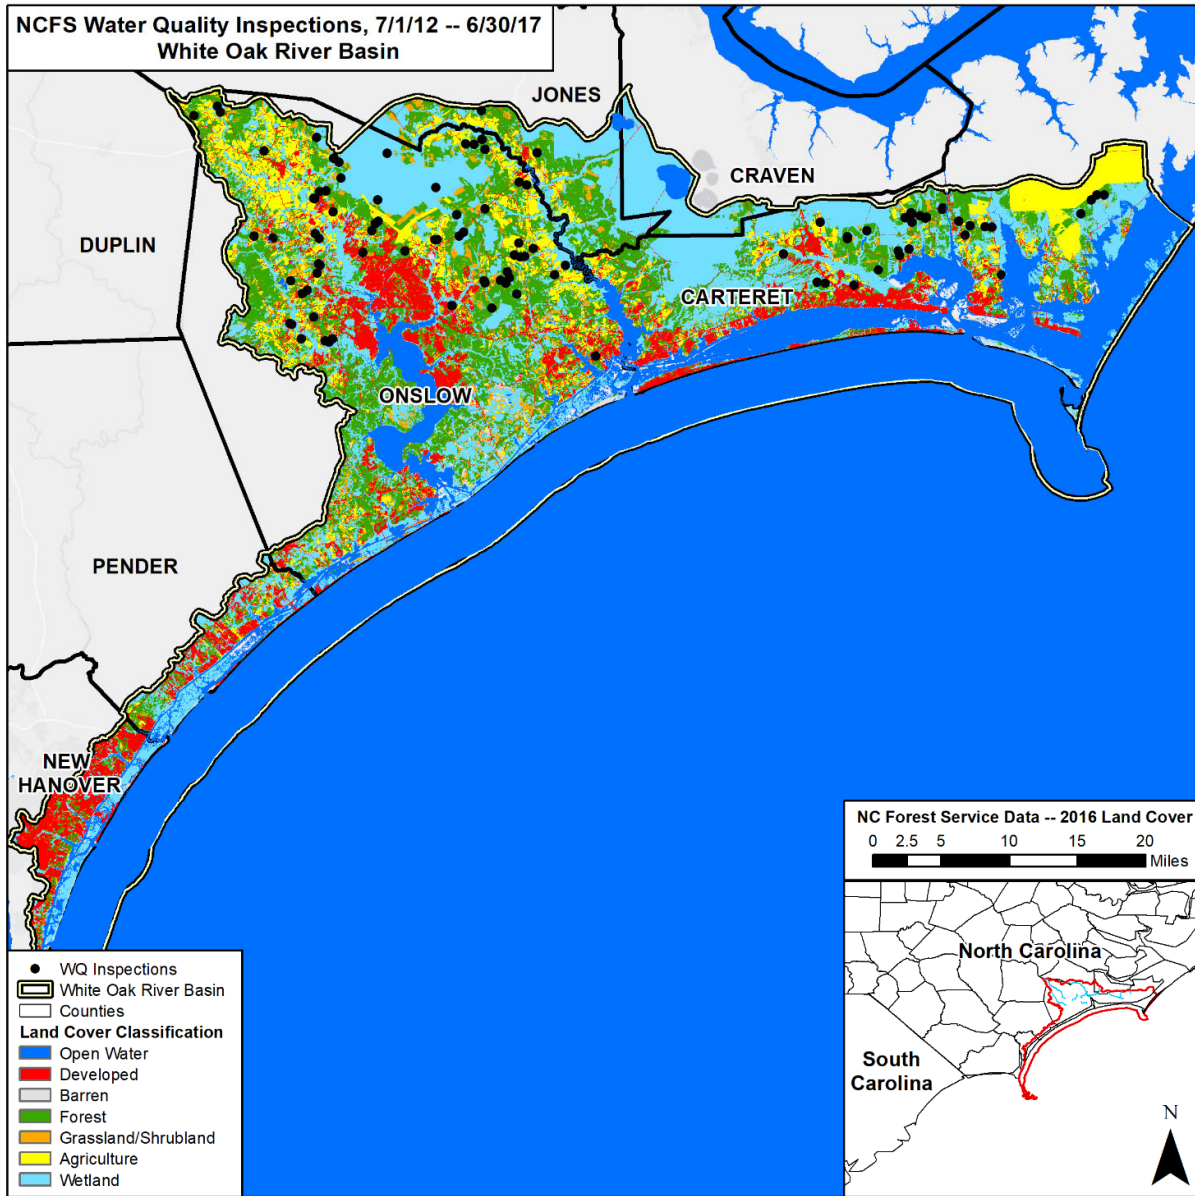 NCFS Water Quality Inspections, 7/1/12 -- 6/30/17
White Oak River Basin
JONES
CRAVEN
DUPLIN
CARTERET
ONSLOW
PENDER
NEW
HANOVER
NC Forest Service Data -- 2016 Land Cover
0 2.5 5 10 15 20
Miles
North Carolina
South
Carolina
N
WQ Inspections
White Oak River Basin
Counties
Land Cover Classification
Open Water
Developed
Barren
Forest
Grassland/Shrubland
Agriculture
Wetland